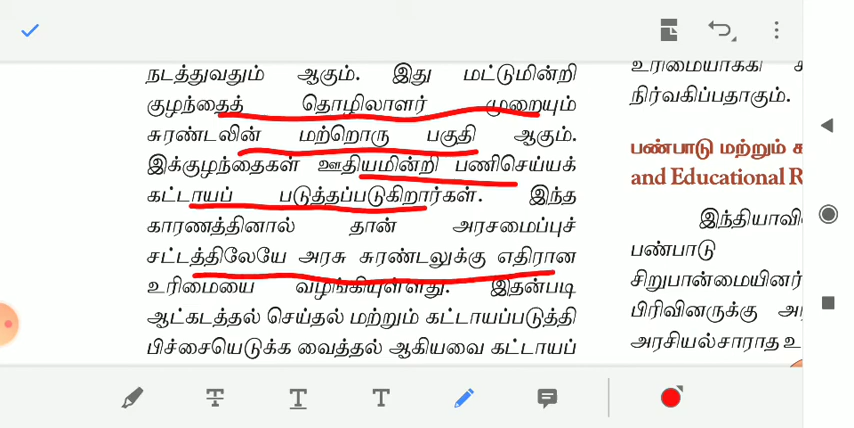 நடத்துவதும் ஆகும். இது மட்டுமின்றி
குழந்தைத் தொழிலாளர் முறையும்
சுரண்டலின் மற்றொரு பகுதி ஆகும்.
இக்குழந்தைகள் ஊதியமின்றி பணிசெய்யக்
கட்டாயப் படுத்தப்படுகிறார்கள். இந்த
காரணத்தினால் தான் அரசமைப்புச்
சட்டத்திலேயே அரசு சுரண்டலுக்கு எதிரான
உரிமையை வழங்கியுள்ளது. இதன்படி
ஆட்கடத்தல் செய்தல் மற்றும் கட்டாயப்படுத்தி
பிச்சையெடுக்க வைத்தல் ஆகியவை கட்டாயப்
உரிமையாக்கி
நிர்வகிப்பதாகும்.
பண்பாடு மற்றும் க
and Educational R
இந்தியாவி
பண்பாடு
சிறுபான்மையினர்
பிரிவினருக்கு அ
அரசியல்சாராத உ
T T T